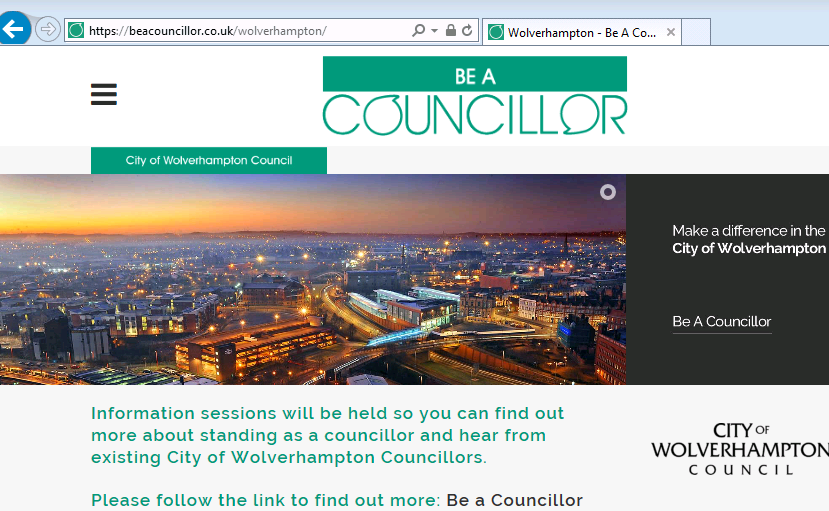 https://beacouncillor.co.uk/wolverhampton/
Wolverhampton - Be A Co...
BE A
COUNCILLOR
City of Wolverhampton Council
Make a difference in the
City of Wolverhampton
Be A Councillor
Information sessions will be held so you can find out
more about standing as a councillor and hear from
existing City of Wolverhampton Councillors.
Please follow the link to find out more: Be a Councillor
CITY OF
WOLVERHAMPTON
COUNCIL